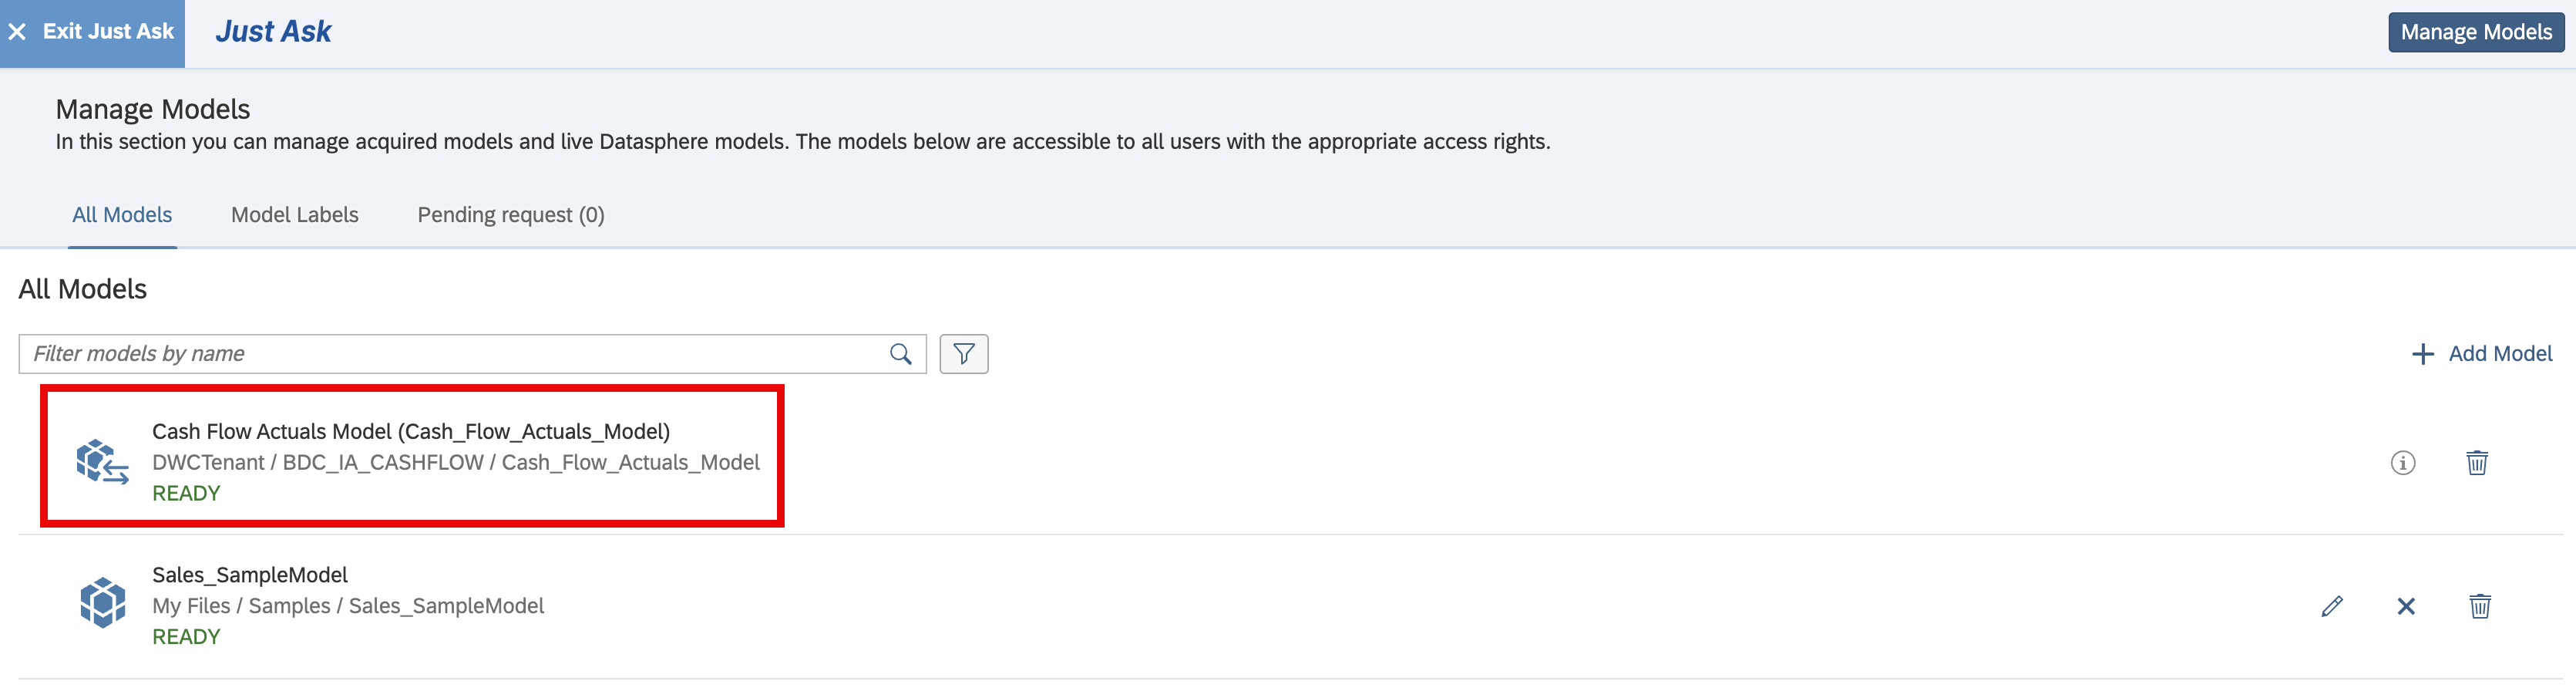 Exit Just Ask
Just Ask
Manage Models
Manage Models
In this section you can manage acquired models and live Datasphere models. The models below are accessible to all users with the appropriate access rights.
All Models
Model Labels
Pending request (0)
All Models
Filter models by name
Add Model
Cash Flow Actuals Model (Cash_Flow_Actuals_Model)
DWCTenant / BDC_IA_CASHFLOW / Cash_Flow_Actuals_Model
READY
Sales_SampleModel
My Files / Samples / Sales_SampleModel
READY